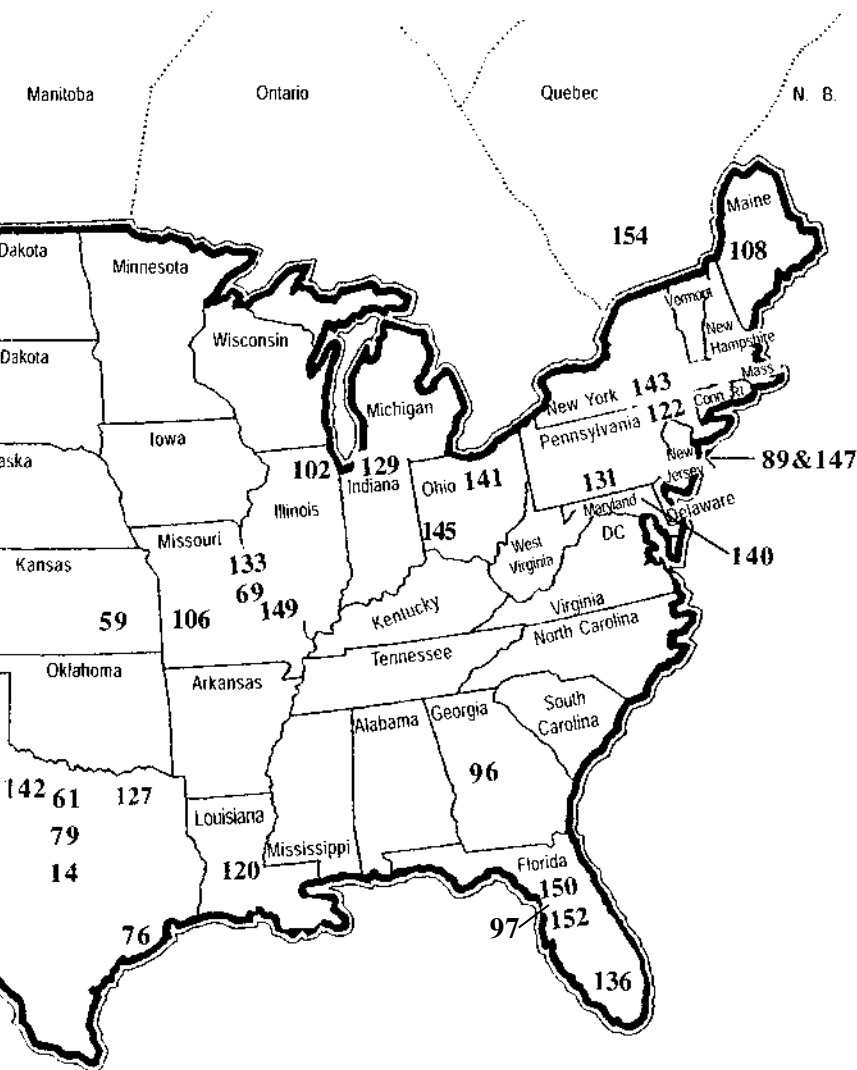 Manitoba
Ontario
Quebec
N. B.
Maine
154
108
Dakota
Minnesota
Vermont
Wisconsin
New
Hampshire
Dakota
Mass
Michigan
New York 143
Conn RI
122
Iowa
Pennsylvania
aska
102
129
New
Jersey
89&147
Indiana
Ohio 141
131
Illinois
Maryland
Delaware
145
DC
Missouri
West
Virginia
140
Kansas
133
69
149
Kentucky
Virginia
59
106
North Carolina
Tennessee
Oklahoma
Arkansas
South
Carolina
Alabama
Georgia
96
142 61 127
79
Louisiana
14
Mississippi
120
Florida
150
97
152
76
136